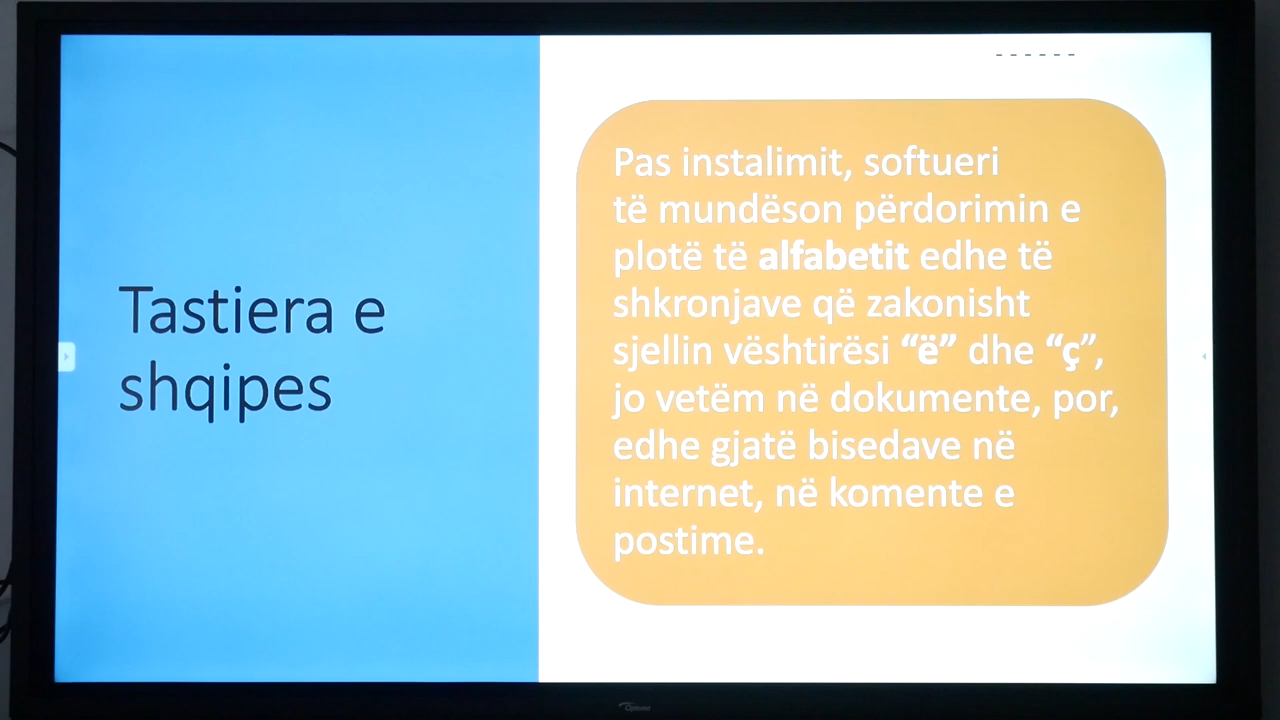 Tastiera e
shqipes
Pas instalimit, softueri
të mundëson përdorimin e
plotë të alfabetit edhe të
shkronjave që zakonisht
sjellin vështirësi “ë” dhe “ç”,
jo vetëm në dokumente, por,
edhe gjatë bisedave në
internet, në komente e
postime.
Optoma